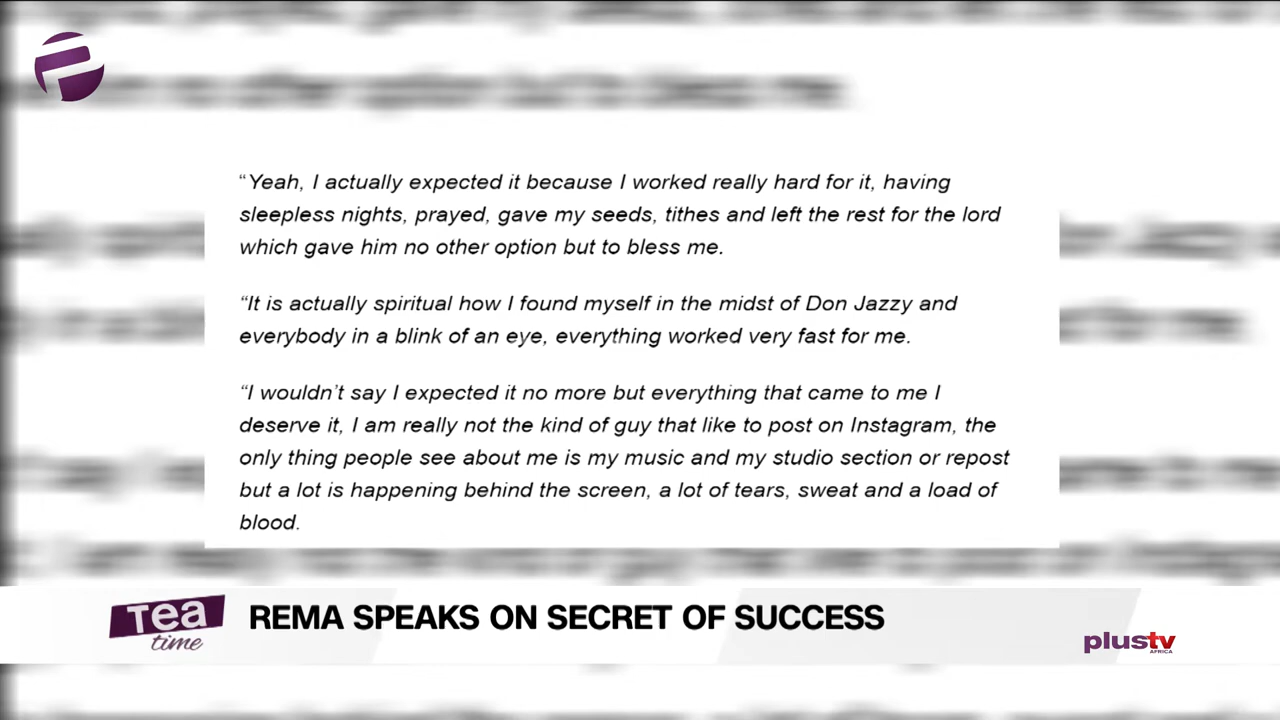 “Yeah, I actually expected it because I worked really hard for it, having
sleepless nights, prayed, gave my seeds, tithes and left the rest for the lord
which gave him no other option but to bless me.
“It is actually spiritual how I found myself in the midst of Don Jazzy and
everybody in a blink of an eye, everything worked very fast for me.
“I wouldn’t say I expected it no more but everything that came to me I
deserve it, I am really not the kind of guy that like to post on Instagram, the
only thing people see about me is my music and my studio section or repost
but a lot is happening behind the screen, a lot of tears, sweat and a load of
blood.
Tea
time
REMA SPEAKS ON SECRET OF SUCCESS
plustv
AFRICA